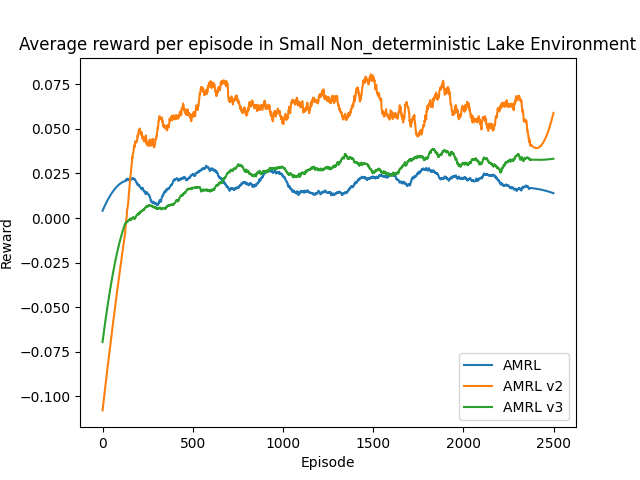 Average reward per episode in Small Non_deterministic Lake Environment
0.075
0.050
0.025
0.000
−0.025
−0.050
−0.075
−0.100
Reward
AMRL
AMRL v2
AMRL v3
0 500 1000 1500 2000 2500
Episode